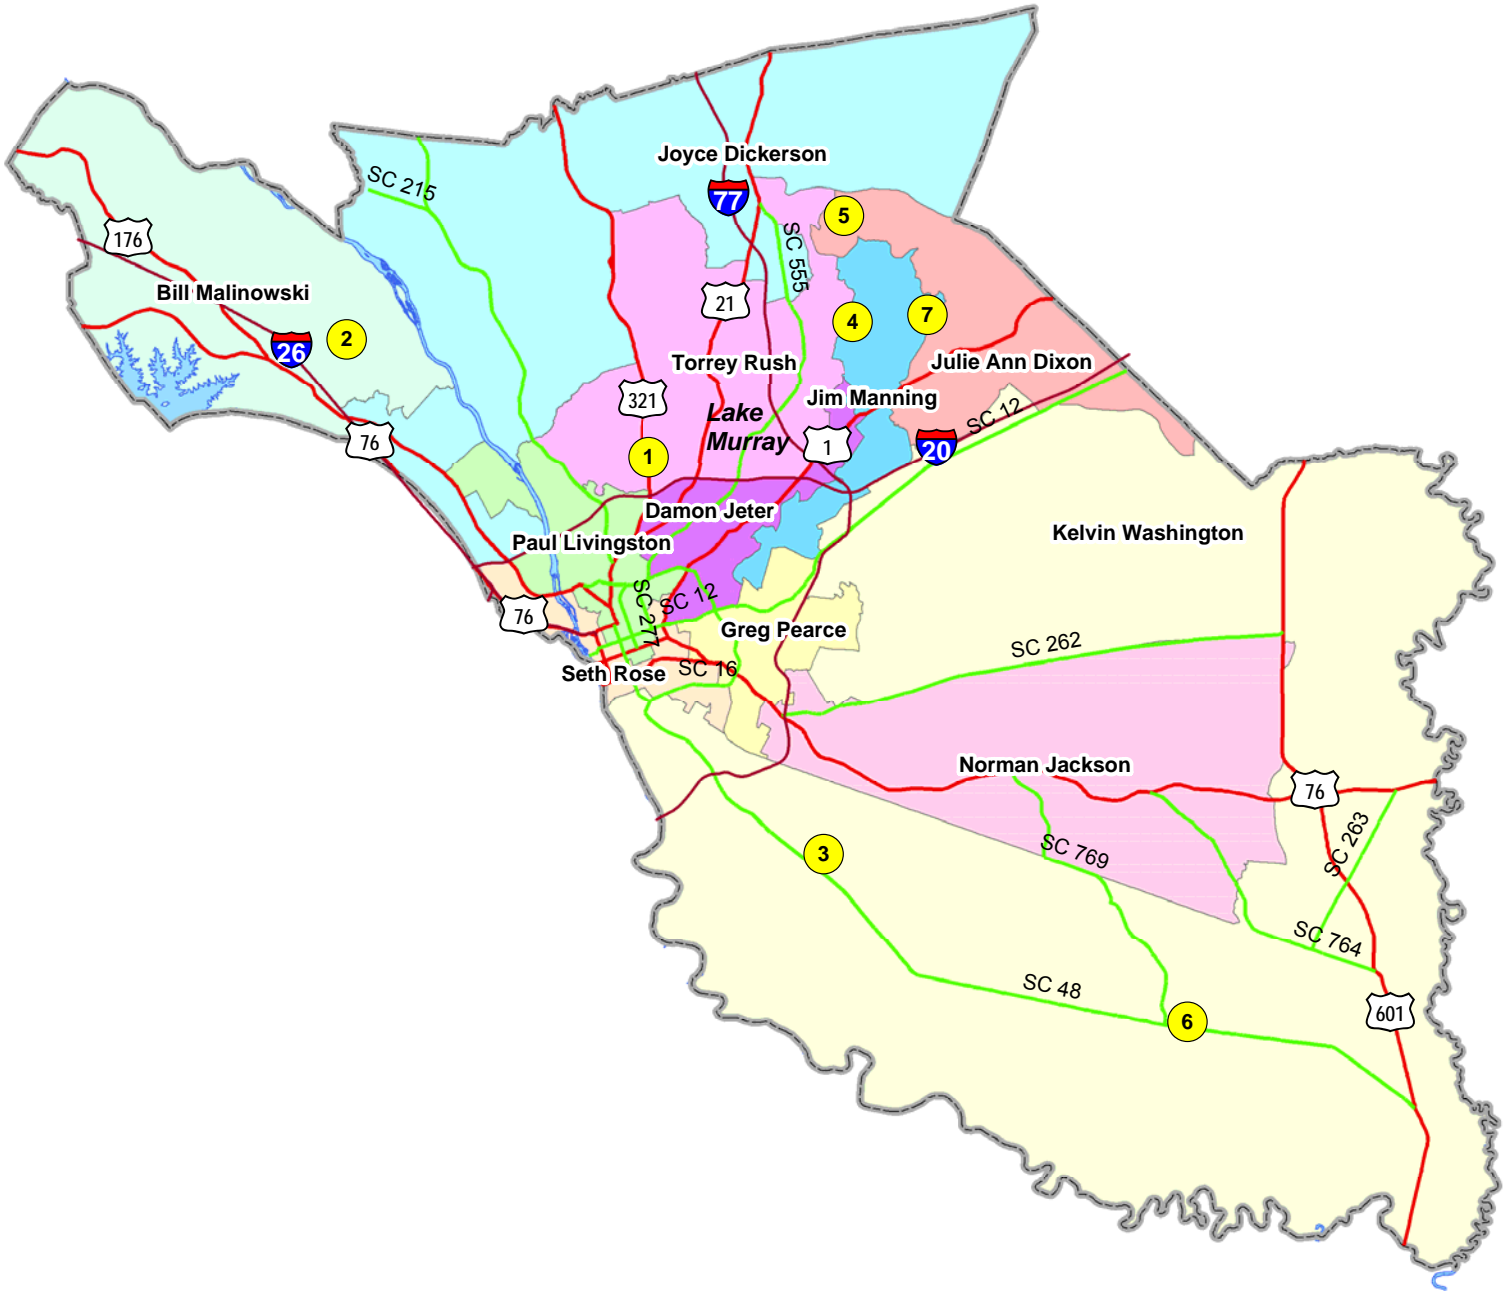 Joyce Dickerson
SC 215
77
5
176
SC 555
Bill Malinowski
21
4
7
26
2
Torrey Rush
Julie Ann Dixon
321
Jim Manning
Lake
Murray
SC 12
76
1
1
20
Damon Jeter
Kelvin Washington
Paul Livingston
SC 277
SC 12
76
Greg Pearce
SC 262
Seth Rose
SC 16
Norman Jackson
76
SC 263
3
SC 769
SC 764
SC 48
601
6